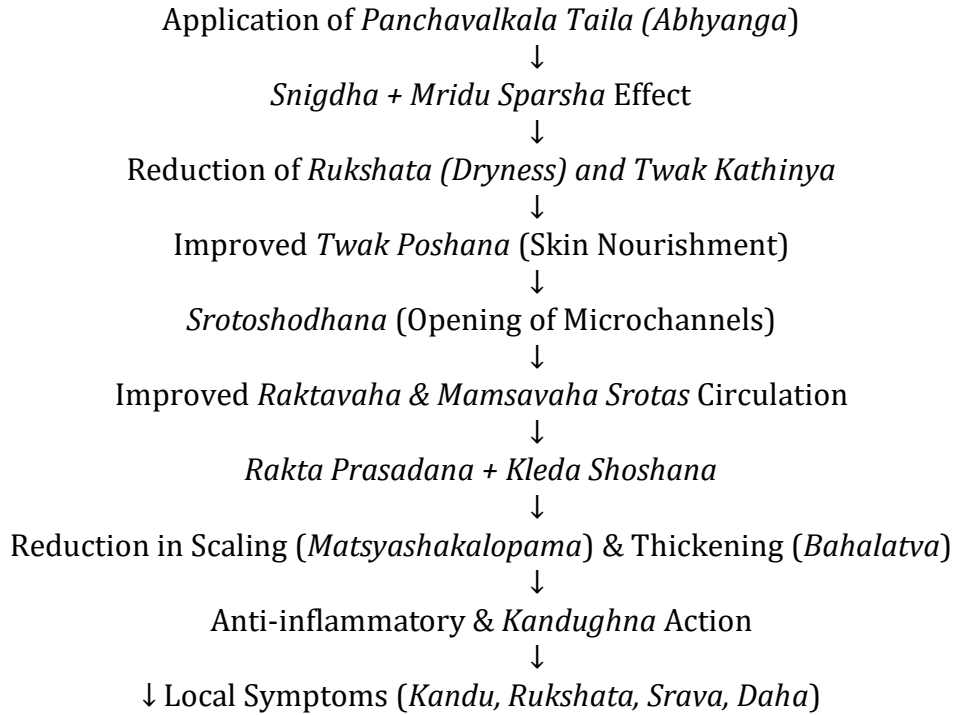 Application of Panchavalkala Taila (Abhyanga)
↓
Snigdha + Mridu Sparsha Effect
↓
Reduction of Rukshata (Dryness) and Twak Kathinya
↓
Improved Twak Poshana (Skin Nourishment)
↓
Srotoshodhana (Opening of Microchannels)
↓
Improved Raktavaha & Mamsavaha Srotas Circulation
↓
Rakta Prasadana + Kleda Shoshana
↓
Reduction in Scaling (Matsyashakalopama) & Thickening (Bahalatva)
↓
Anti-inflammatory & Kandughna Action
↓
↓ Local Symptoms (Kandu, Rukshata, Srava, Daha)